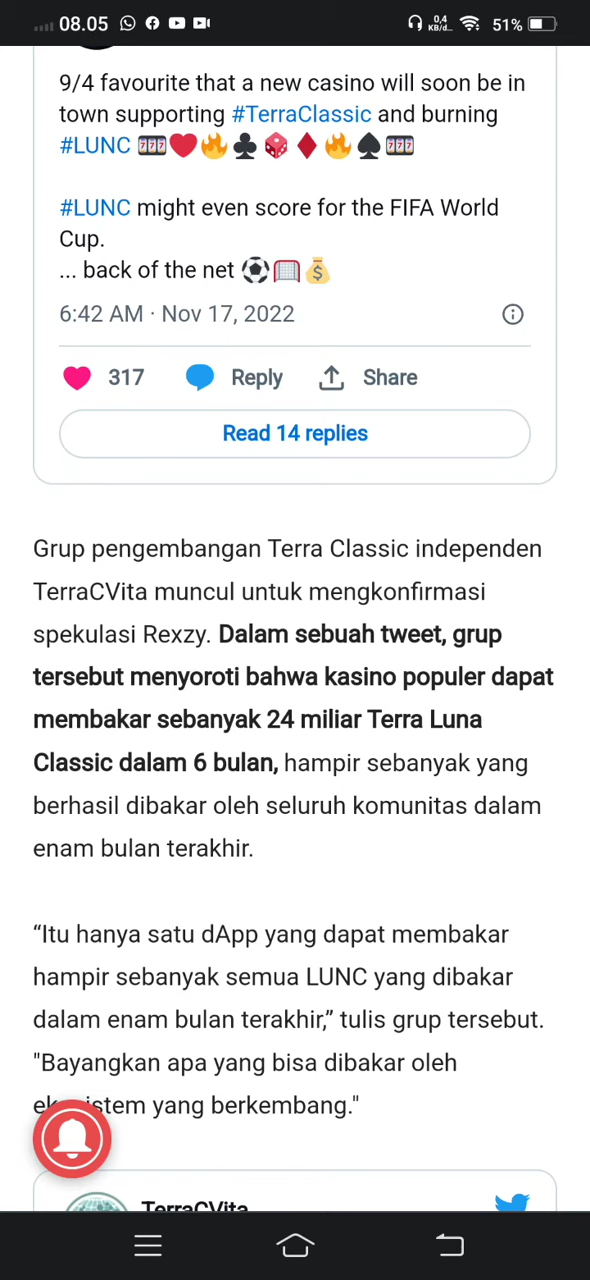 08.05
0,4
KB/d...
51%
9/4 favourite that a new casino will soon be in
town supporting #TerraClassic and burning
#LUNC 🎰❤️🔥♣️🎲♦️🔥♠️🎰
#LUNC might even score for the FIFA World
Cup.
... back of the net ⚽🥅💰
6:42 AM · Nov 17, 2022
317 Reply Share
Read 14 replies
Grup pengembangan Terra Classic independen
TerraCVita muncul untuk mengkonfirmasi
spekulasi Rexzy. Dalam sebuah tweet, grup
tersebut menyoroti bahwa kasino populer dapat
membakar sebanyak 24 miliar Terra Luna
Classic dalam 6 bulan, hampir sebanyak yang
berhasil dibakar oleh seluruh komunitas dalam
enam bulan terakhir.
“Itu hanya satu dApp yang dapat membakar
hampir sebanyak semua LUNC yang dibakar
dalam enam bulan terakhir,” tulis grup tersebut.
"Bayangkan apa yang bisa dibakar oleh
yang berkembang."
TerraCVita